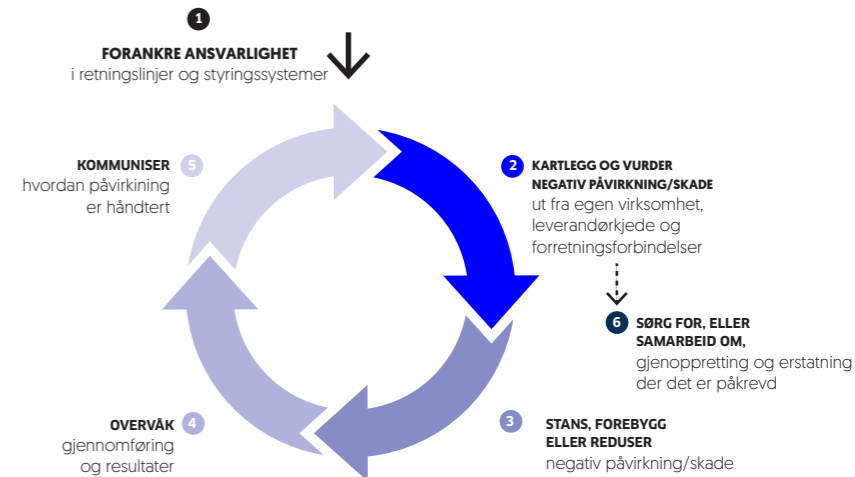 1
FORANKRE ANSVARLIGHET
i retningslinjer og styringssystemer
2
KARTLEGG OG VURDER
NEGATIV PÅVIRKNING/SKADE
ut fra egen virksomhet,
leverandørkjede og
forretningsforbindelser
6
SØRG FOR, ELLER
SAMARBEID OM,
gjenoppretting og erstatning
der det er påkrevd
3
STANS, FOREBYGG
ELLER REDUSER
negativ påvirkning/skade
4
OVERVÅK
gjennomføring
og resultater
5
KOMMUNISER
hvordan påvirkining
er håndtert